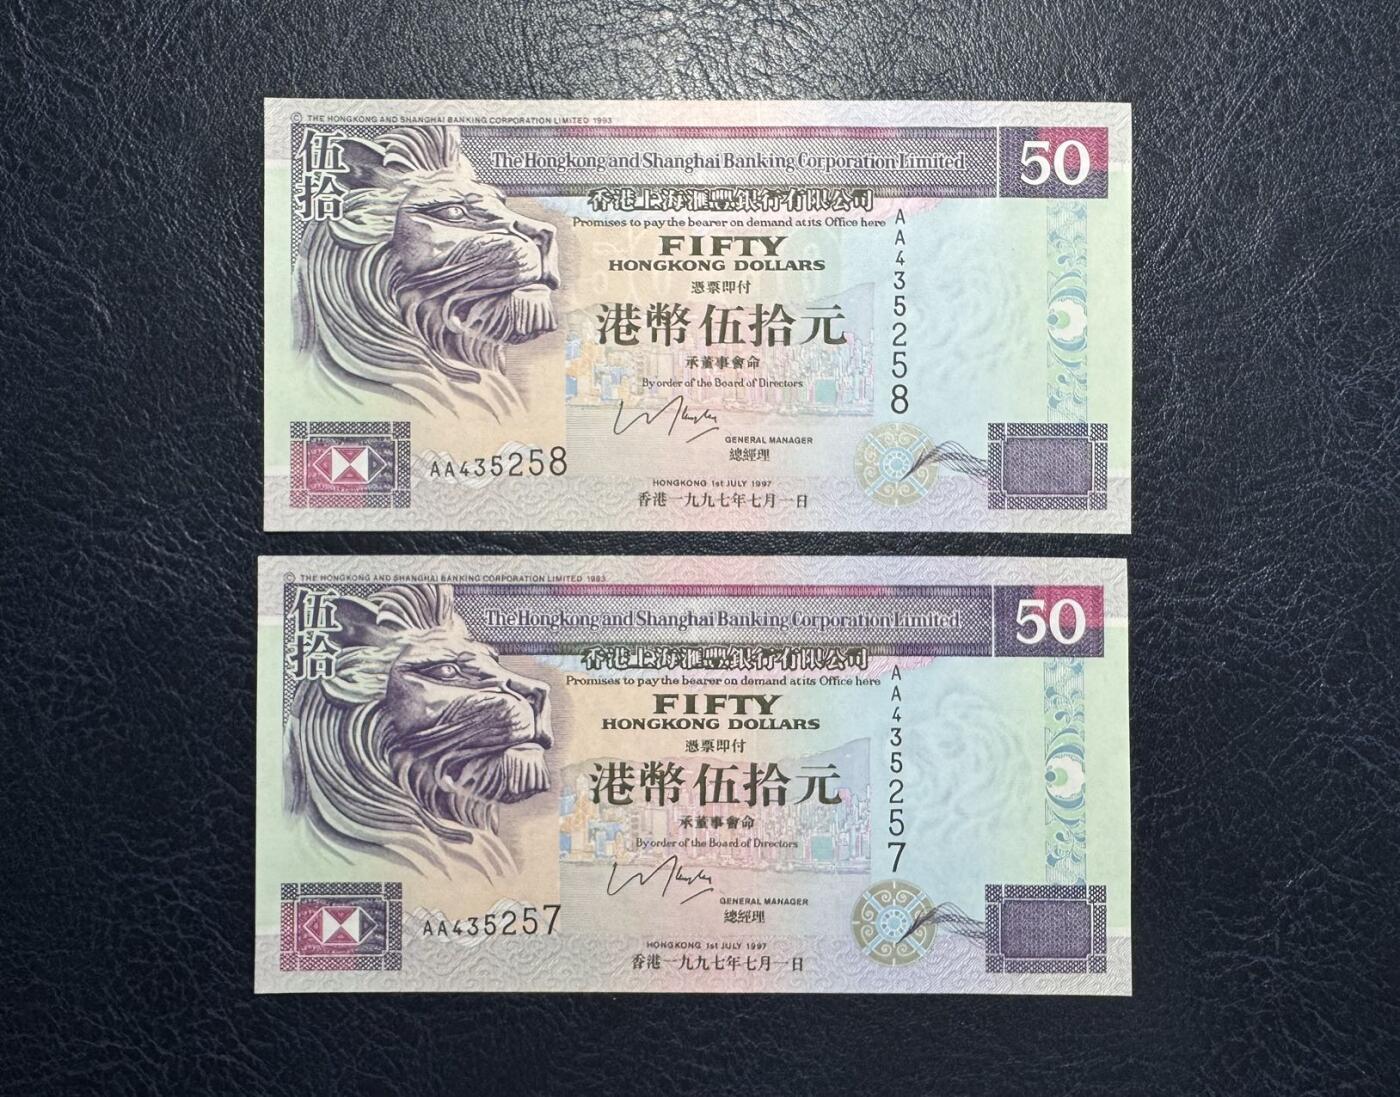 © THE HONGKONG AND SHANGHAI BANKING CORPORATION LIMITED 1993
伍拾
The Hongkong and Shanghai Banking Corporation Limited
50
香港上海滙豐銀行有限公司
Promises to pay the bearer on demand at its Office here
AA435258
FIFTY
HONGKONG DOLLARS
憑票即付
港幣伍拾元
承董事會命
By order of the Board of Directors
GENERAL MANAGER
總經理
AA435258
HONGKONG 1st JULY 1997
香港一九九七年七月一日
© THE HONGKONG AND SHANGHAI BANKING CORPORATION LIMITED 1993
伍拾
The Hongkong and Shanghai Banking Corporation Limited
50
香港上海滙豐銀行有限公司
Promises to pay the bearer on demand at its Office here
AA435257
FIFTY
HONGKONG DOLLARS
憑票即付
港幣伍拾元
承董事會命
By order of the Board of Directors
GENERAL MANAGER
總經理
AA435257
HONGKONG 1st JULY 1997
香港一九九七年七月一日